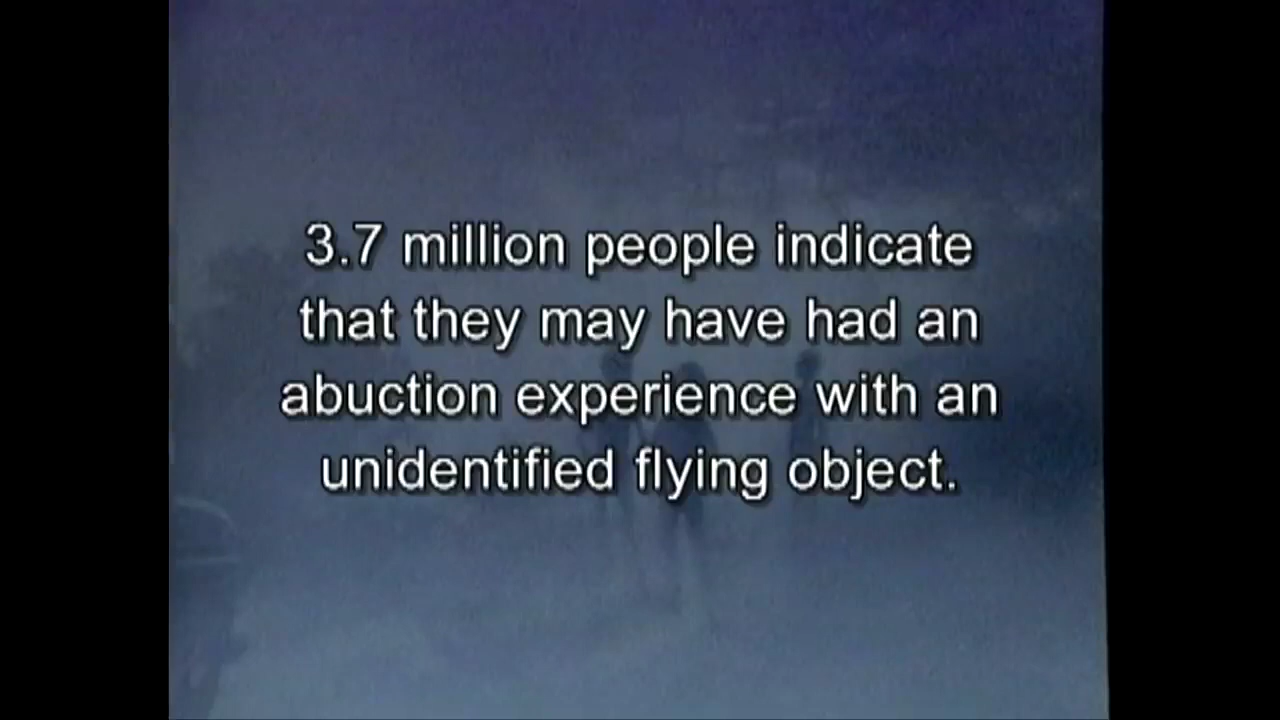 3.7 million people indicate
that they may have had an
abuction experience with an
unidentified flying object.